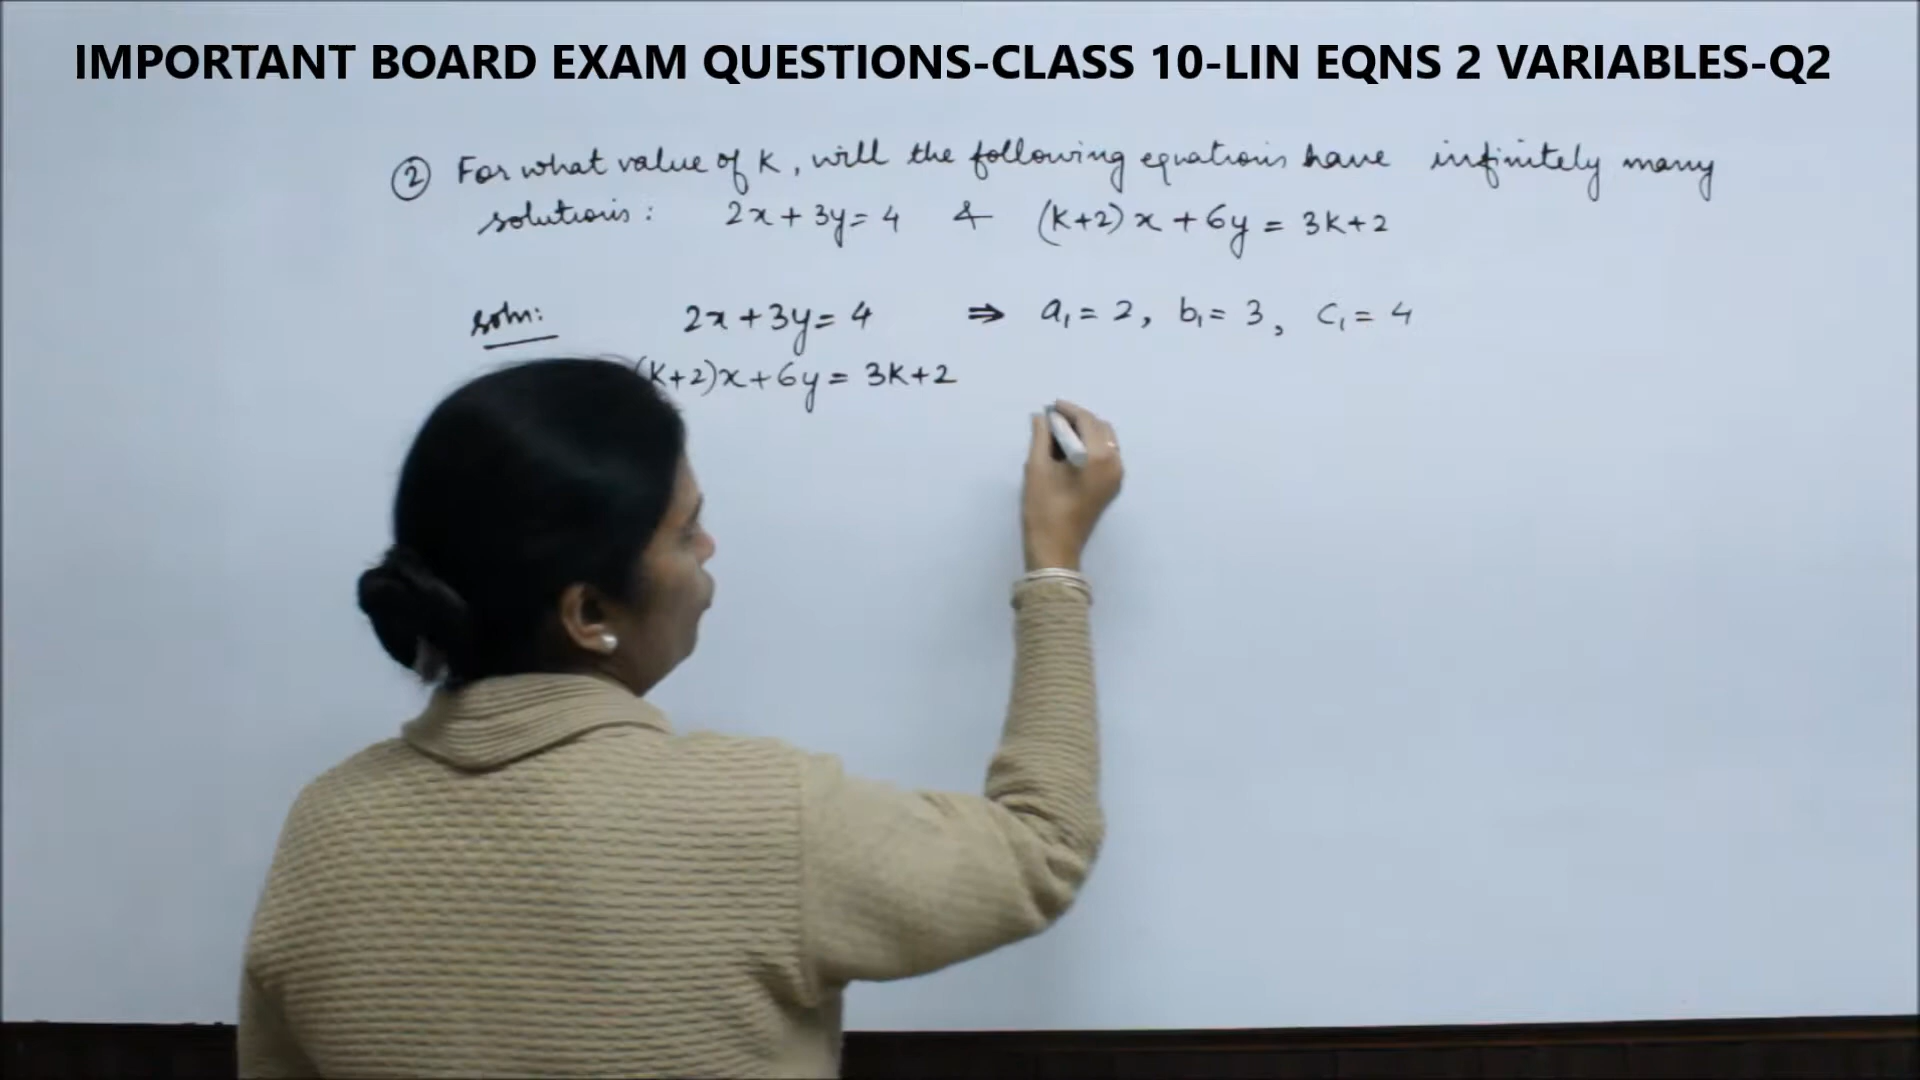 IMPORTANT BOARD EXAM QUESTIONS-CLASS 10-LIN EQNS 2 VARIABLES-Q2
② For what value of K, will the following equations have infinitely many
solutions: 2x+3y=4 & (K+2)x+6y=3K+2
soln: 2x+3y=4 ⇒ a₁=2, b₁=3, c₁=4
(K+2)x+6y=3K+2